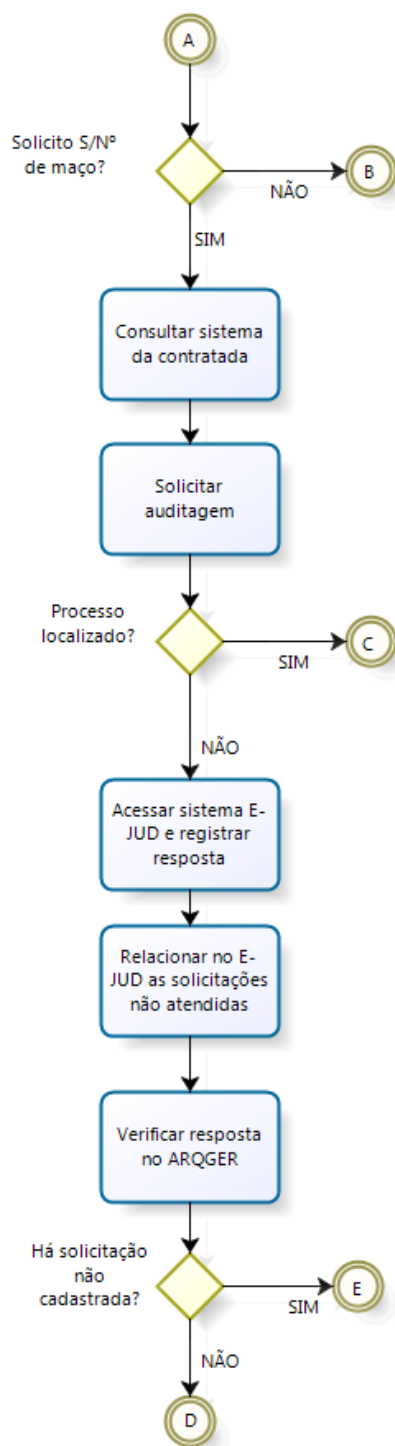 A
Solicito S/Nº
de maço?
B
NÃO
SIM
Consultar sistema
da contratada
Solicitar
auditagem
Processo
localizado?
C
SIM
NÃO
Acessar sistema E-
JUD e registrar
resposta
Relacionar no E-
JUD as solicitações
não atendidas
Verificar resposta
no ARQGER
Há solicitação
não
cadastrada?
E
SIM
NÃO
D